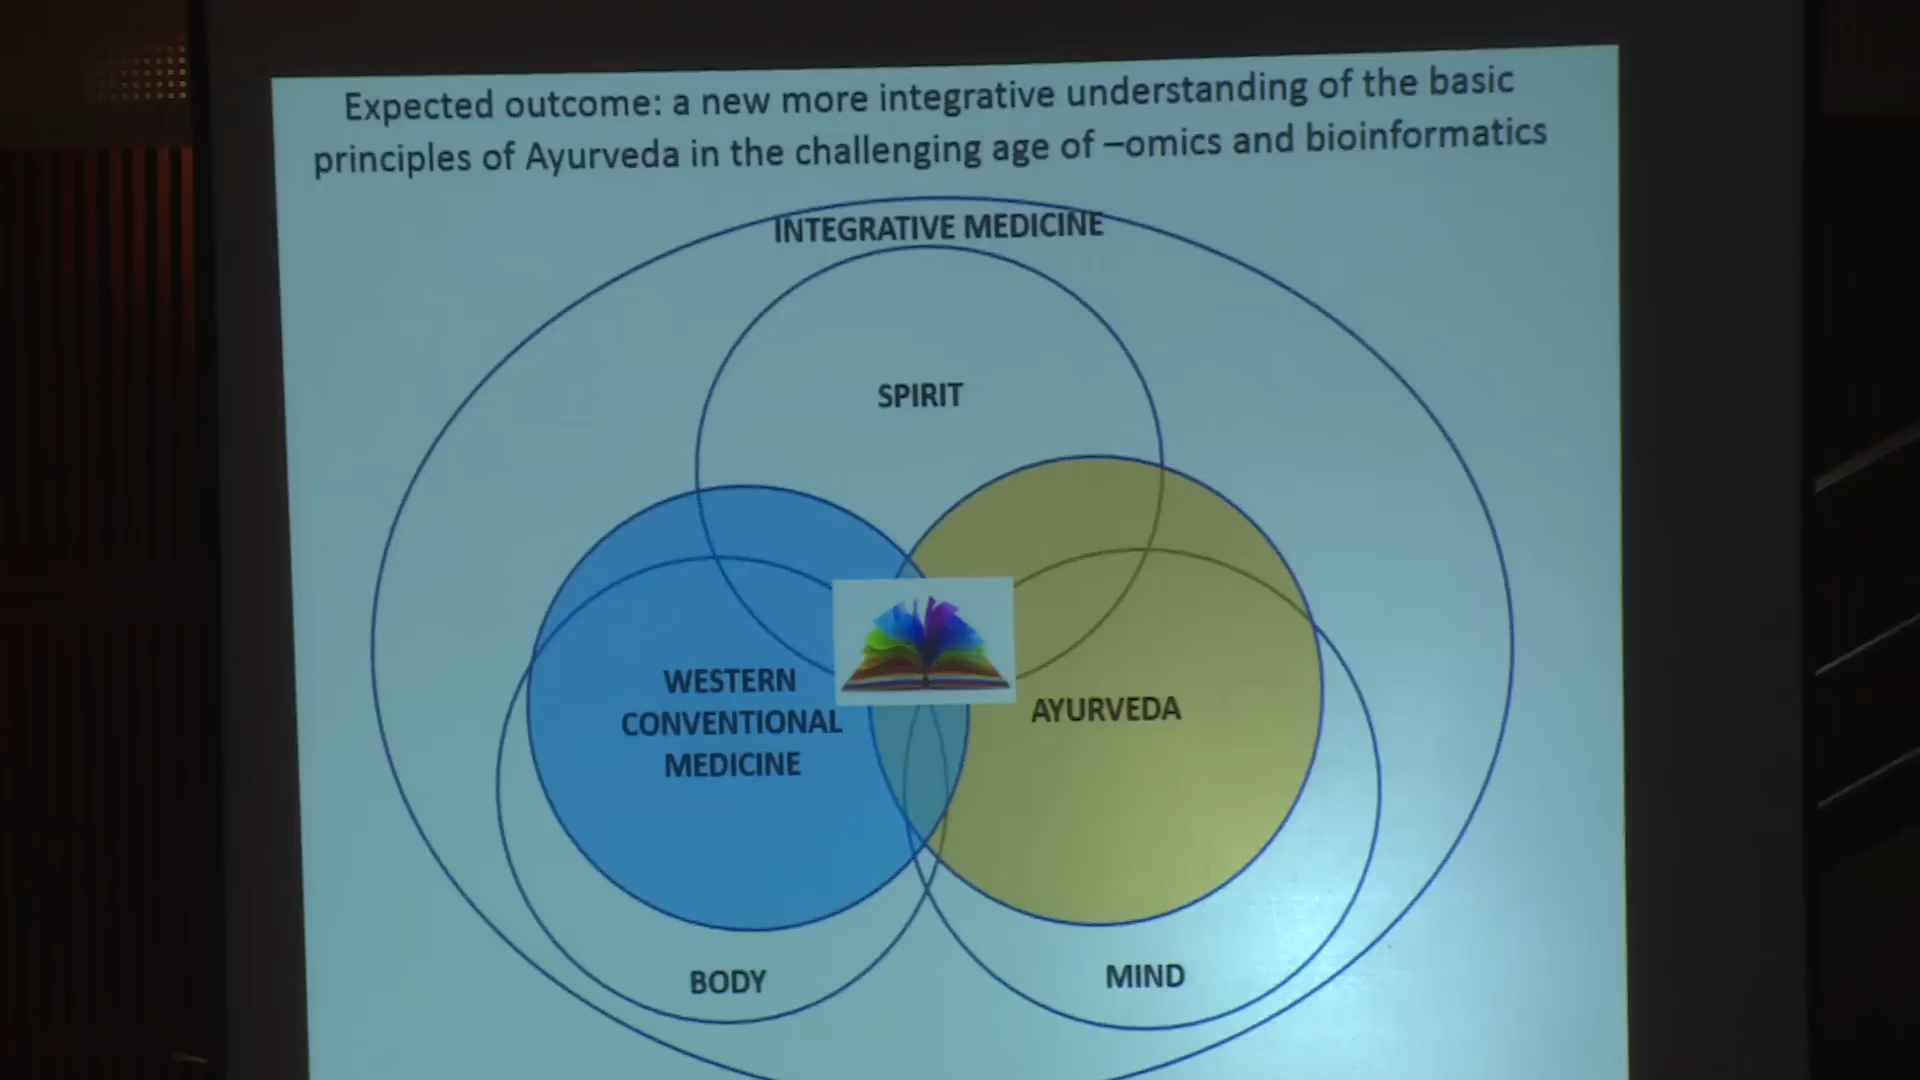 Expected outcome: a new more integrative understanding of the basic
principles of Ayurveda in the challenging age of –omics and bioinformatics
INTEGRATIVE MEDICINE
SPIRIT
WESTERN
CONVENTIONAL
MEDICINE
AYURVEDA
BODY
MIND